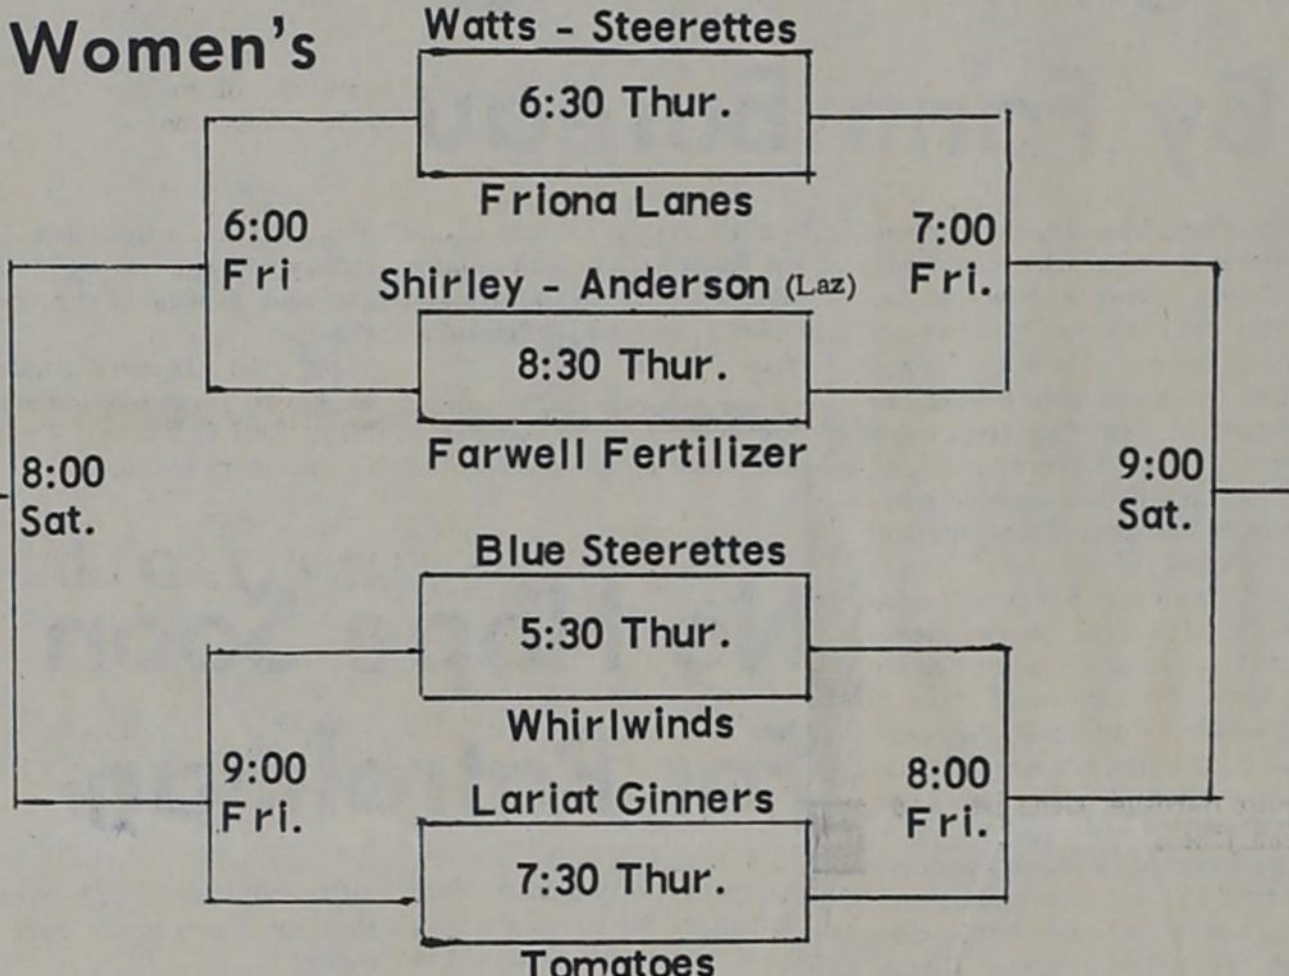 Women's
Watts - Steerettes
6:30 Thur.
Friona Lanes
6:00
Fri
7:00
Fri.
Shirley - Anderson (Laz)
8:30 Thur.
Farwell Fertilizer
8:00
Sat.
9:00
Sat.
Blue Steerettes
5:30 Thur.
Whirlwinds
9:00
Fri.
8:00
Fri.
Lariat Ginners
7:30 Thur.
Tomatoes